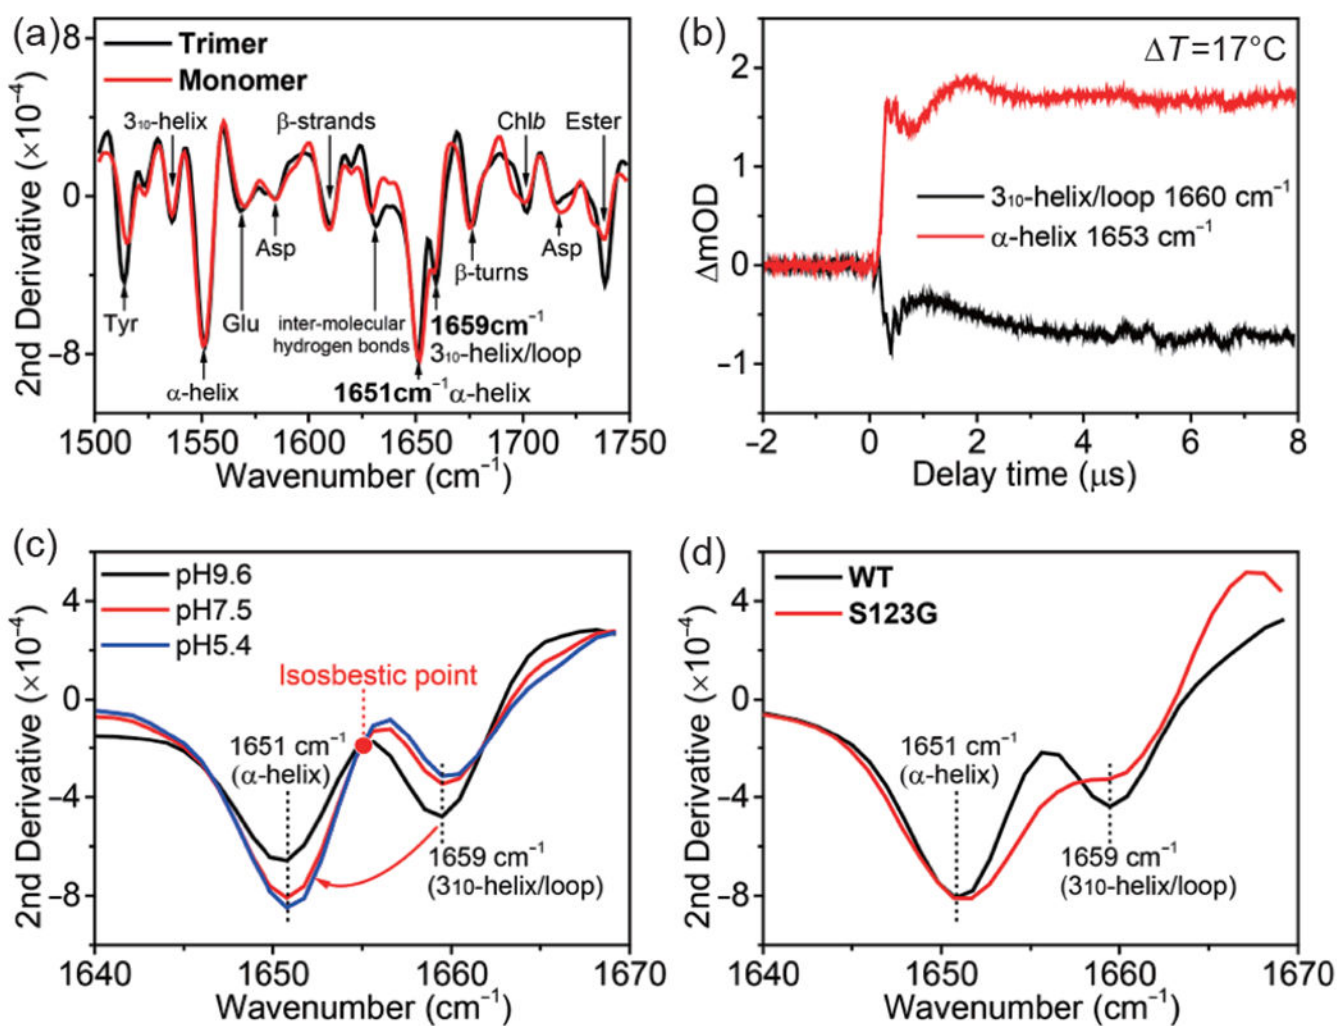 (a)
8
0
−8
2nd Derivative (×10⁻⁴)
Trimer
Monomer
3₁₀-helix
β-strands
Chlb
Ester
Tyr
α-helix
Glu
Asp
inter-molecular
hydrogen bonds
β-turns
Asp
1659cm⁻¹
3₁₀-helix/loop
1651cm⁻¹ α-helix
1500 1550 1600 1650 1700 1750
Wavenumber (cm⁻¹)
(b)
ΔT=17°C
2
1
0
−1
ΔmOD
3₁₀-helix/loop 1660 cm⁻¹
α-helix 1653 cm⁻¹
−2 0 2 4 6 8
Delay time (μs)
(c)
4
0
−4
−8
2nd Derivative (×10⁻⁴)
pH9.6
pH7.5
pH5.4
Isosbestic point
1651 cm⁻¹
(α-helix)
1659 cm⁻¹
(310-helix/loop)
1640 1650 1660 1670
Wavenumber (cm⁻¹)
(d)
4
0
−4
−8
2nd Derivative (×10⁻⁴)
WT
S123G
1651 cm⁻¹
(α-helix)
1659 cm⁻¹
(310-helix/loop)
1640 1650 1660 1670
Wavenumber (cm⁻¹)